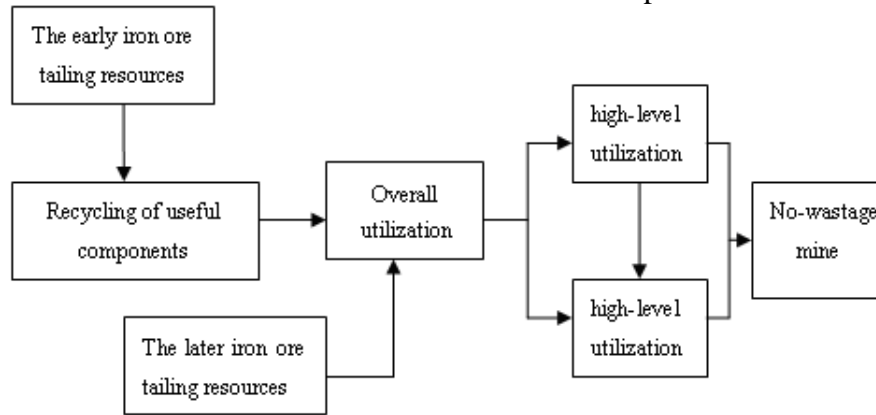 The early iron ore
tailing resources
Recycling of useful
components
Overall
utilization
The later iron ore
tailing resources
high-level
utilization
high-level
utilization
No-wastage
mine